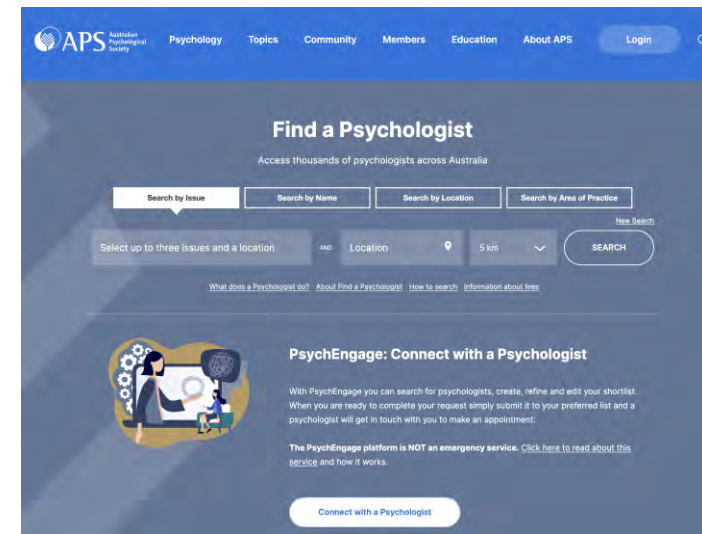 APS Australian Psychological Society
Psychology Topics Community Members Education About APS Login
Find a Psychologist
Access thousands of psychologists across Australia
Search by Issue Search by Name Search by Location Search by Area of Practice
New Search
Select up to three issues and a location AND Location 5 km SEARCH
What does a Psychologist do? About Find a Psychologist How to search Information about fees
PsychEngage: Connect with a Psychologist
With PsychEngage you can search for psychologists, create, refine and edit your shortlist
When you are ready to complete your request simply submit it to your preferred list and a
psychologist will get in touch with you to make an appointment.
The PsychEngage platform is NOT an emergency service. Click here to read about this
service and how it works.
Connect with a Psychologist